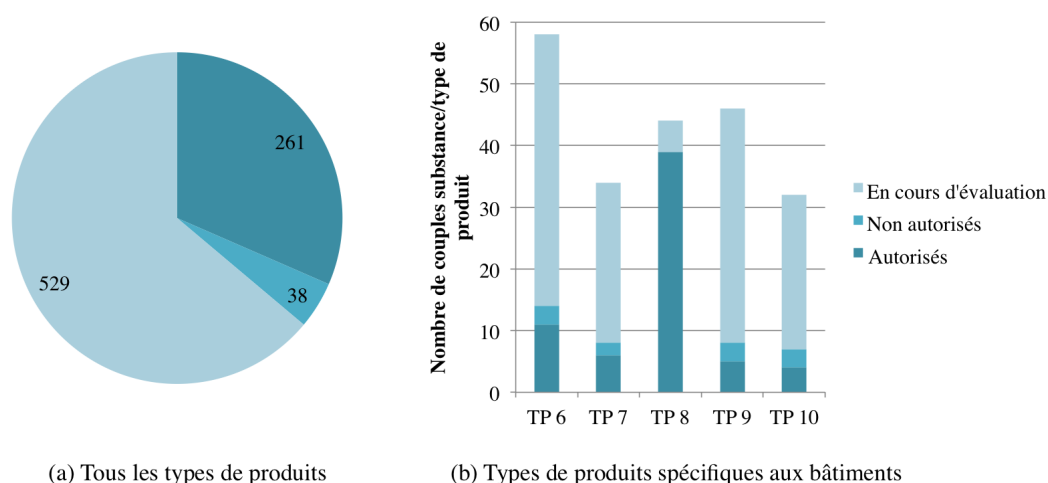 261
38
529
(a) Tous les types de produits
Nombre de couples substance/type de
produit
60
50
40
30
20
10
0
TP 6 TP 7 TP 8 TP 9 TP 10
En cours d'évaluation
Non autorisés
Autorisés
(b) Types de produits spécifiques aux bâtiments